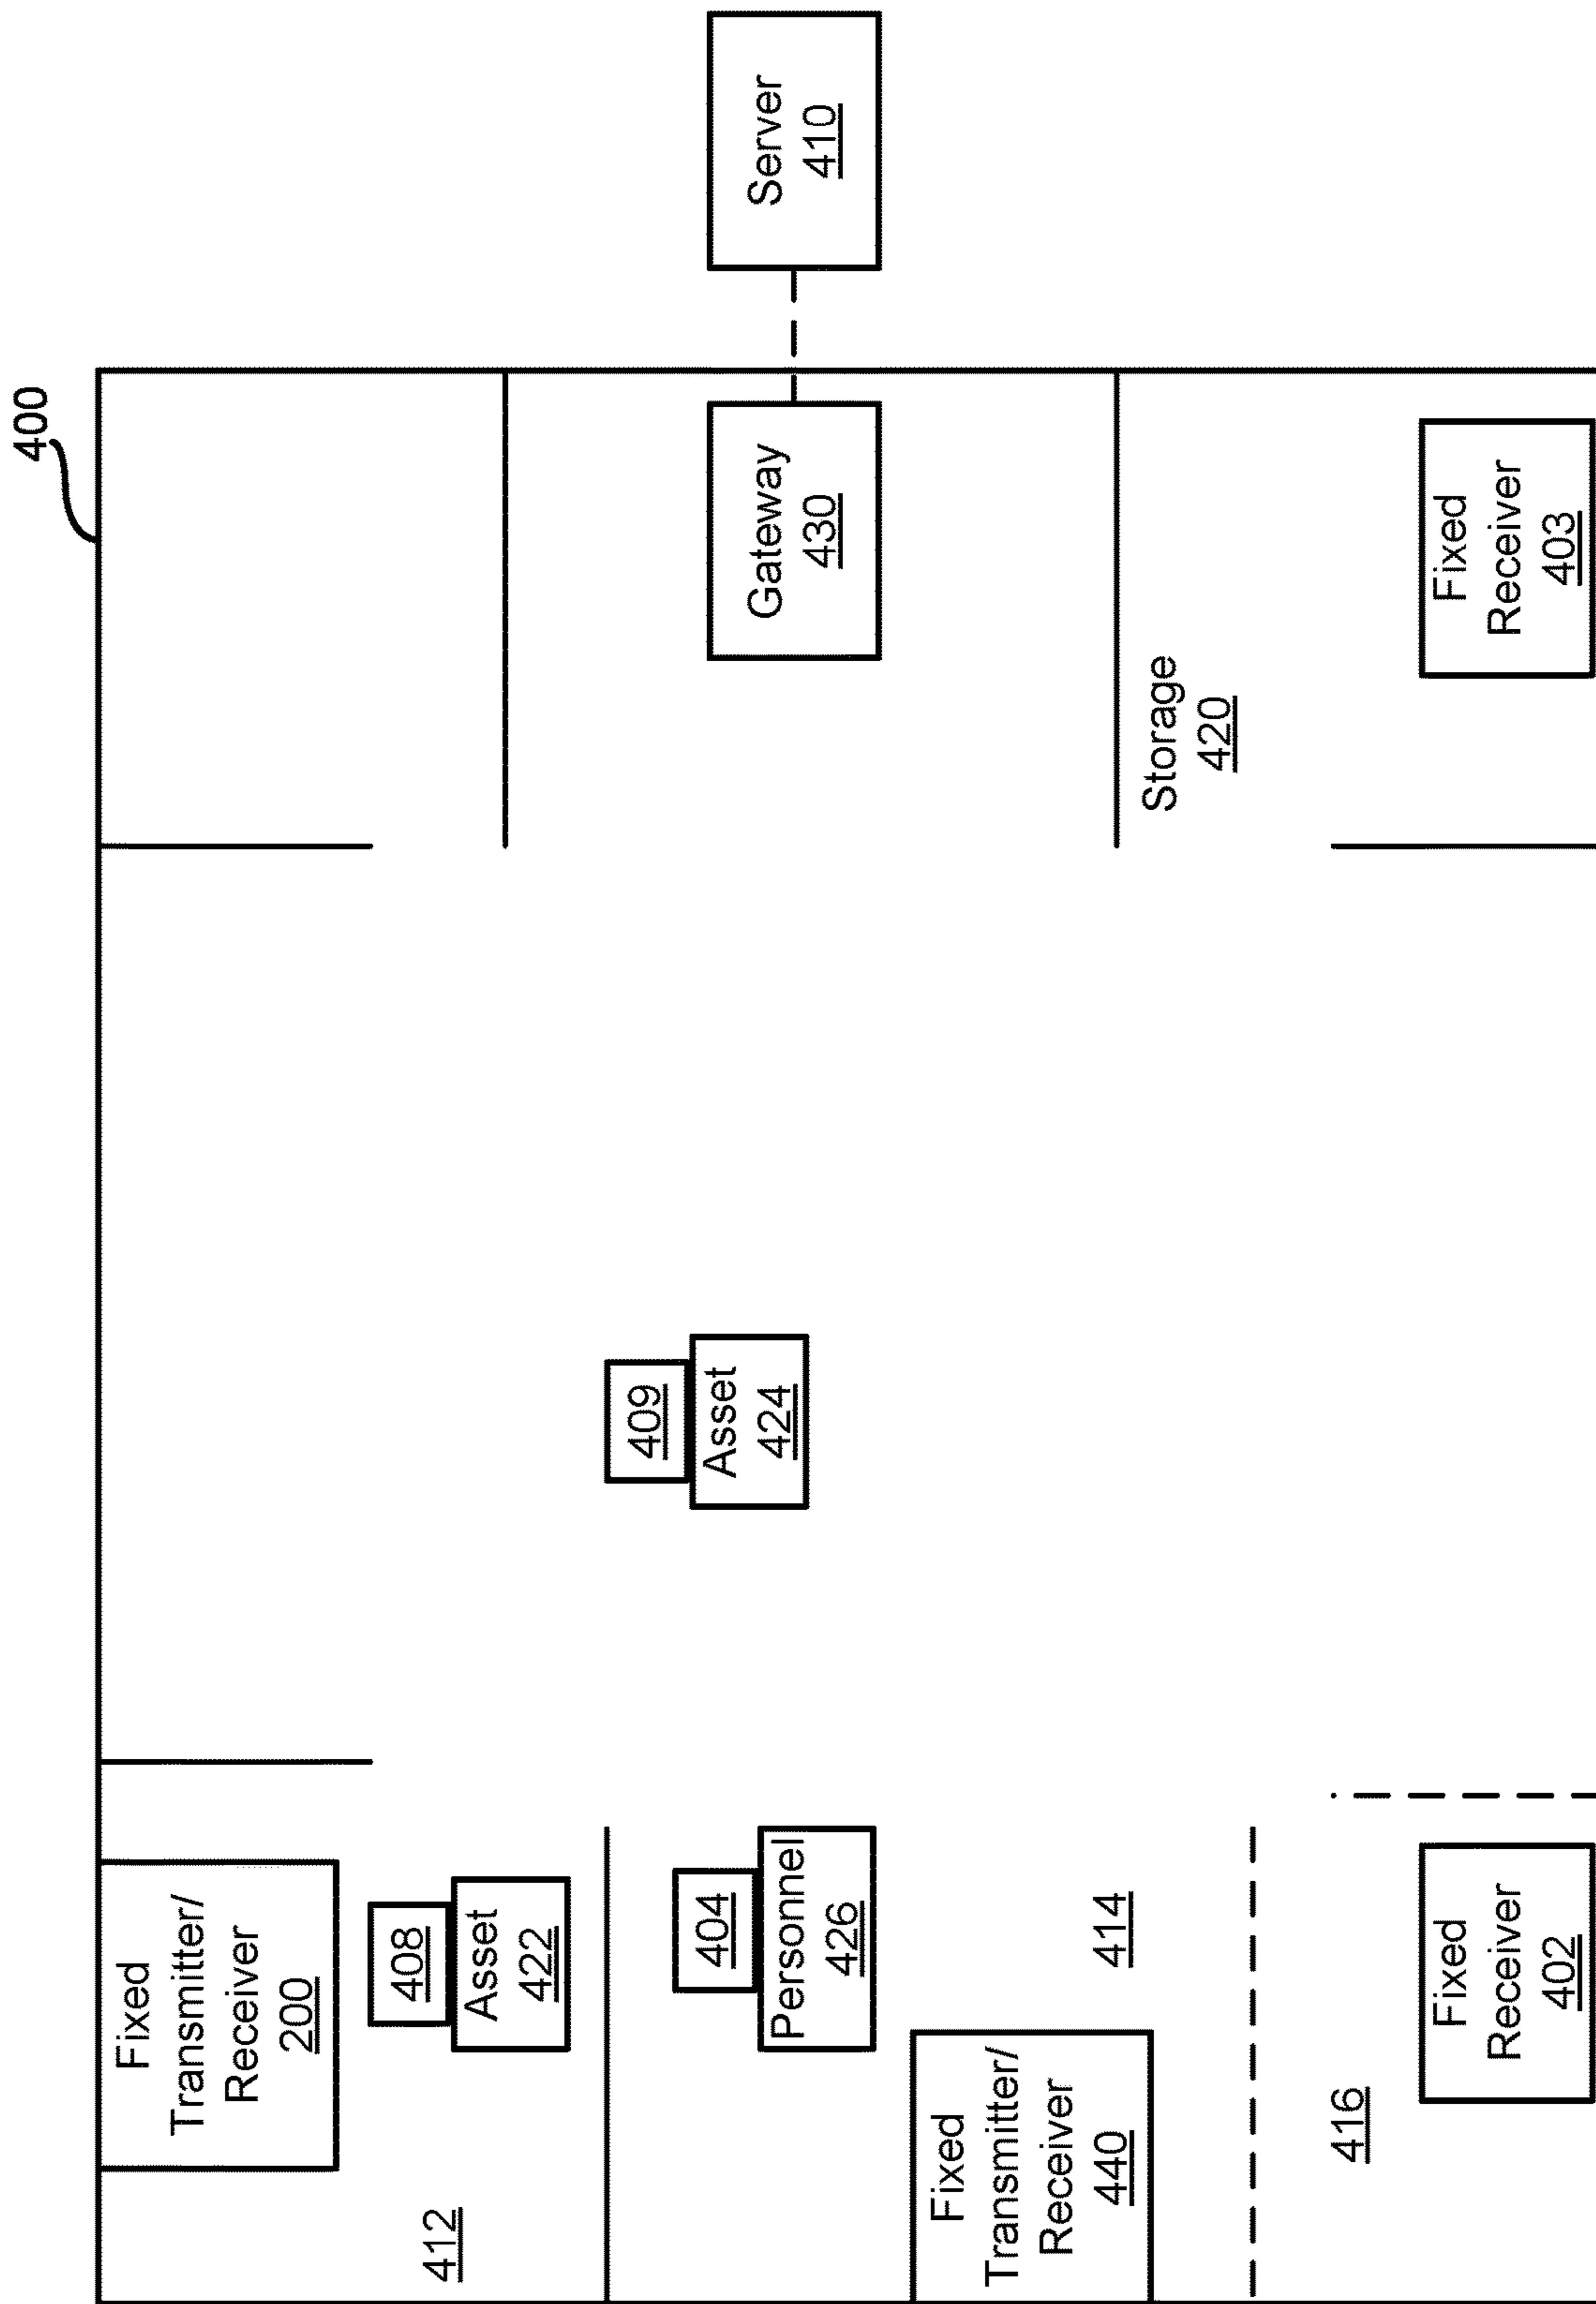 400
Fixed
Transmitter/
Receiver
200
412
408
Asset
422
409
Asset
424
404
Personnel
426
Gateway
430
Server
410
Fixed
Transmitter/
Receiver
440
414
Storage
420
416
Fixed
Receiver
402
Fixed
Receiver
403